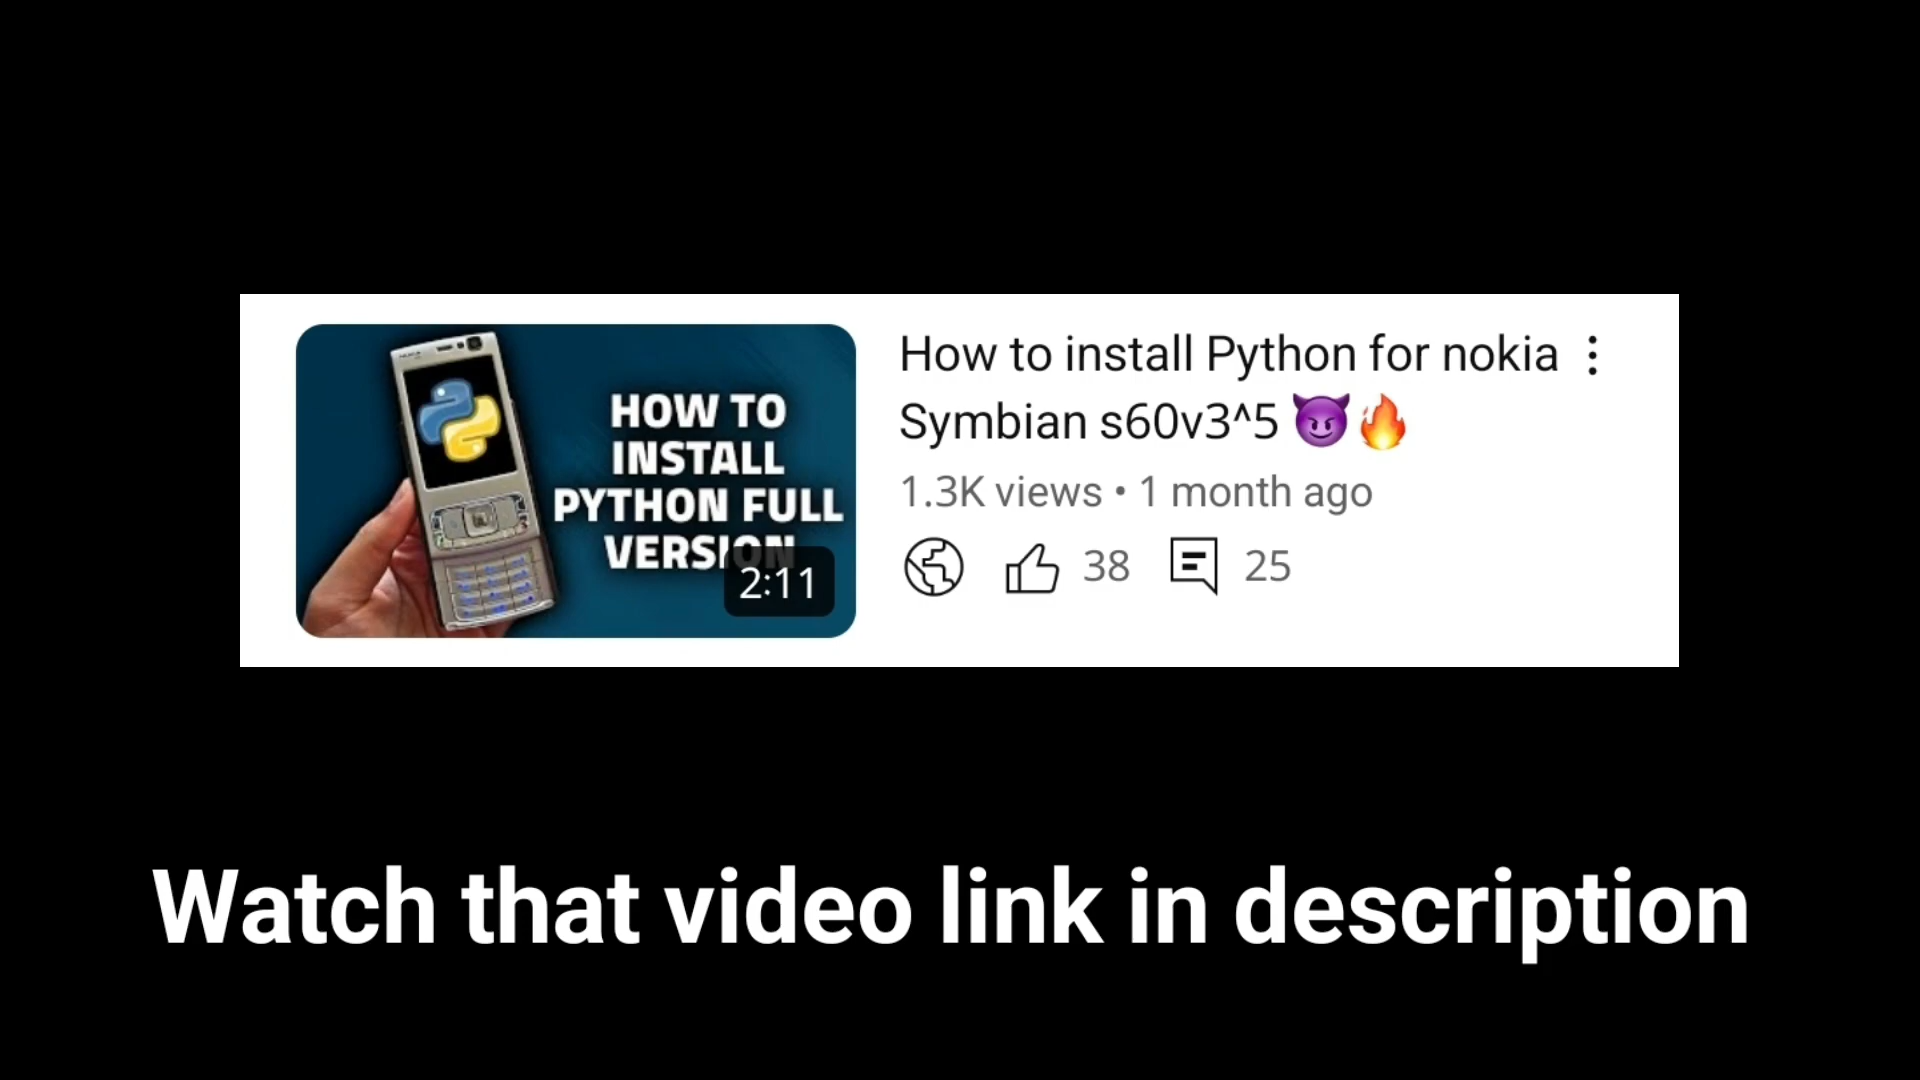 HOW TO
INSTALL
PYTHON FULL
VERSION
2:11
How to install Python for nokia
Symbian s60v3^5 😈🔥
1.3K views • 1 month ago
38 25
Watch that video link in description